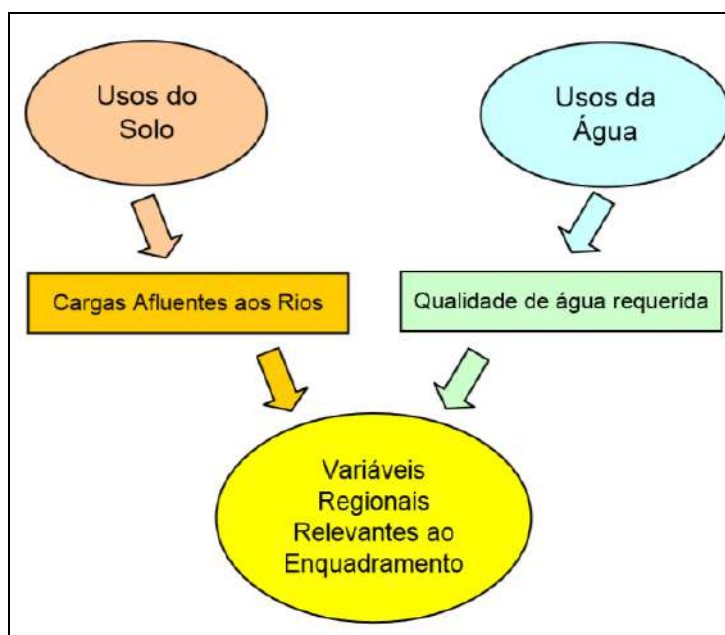 Usos do
Solo
Usos da
Água
Cargas Afluentes aos Rios
Qualidade de água requerida
Variáveis
Regionais
Relevantes ao
Enquadramento